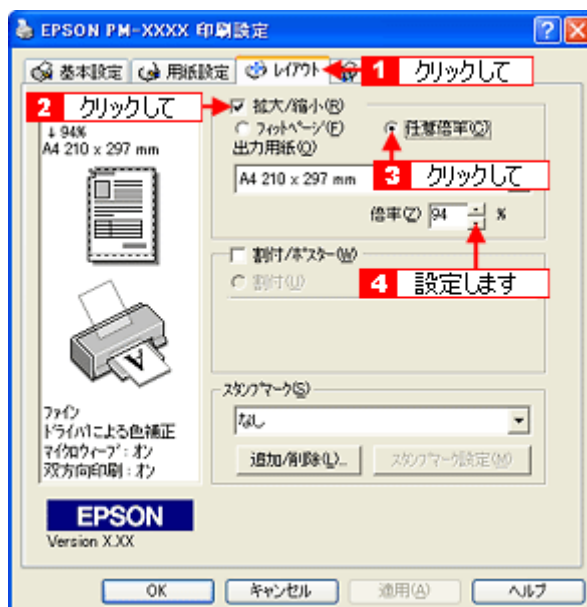 EPSON PM-XXXX 印刷設定
基本設定 用紙設定 レイアウト 1 クリックして
2 クリックして 拡大/縮小(R)
↓ 94%
A4 210 x 297 mm
フィットページ(F) 任意倍率(C)
出力用紙(O)
A4 210 x 297 mm 3 クリックして
倍率(Z) 94 %
割付/ポスター(W)
割付(U) 4 設定します
A
スタンプマーク(S)
なし
追加/削除(L)... スタンプマーク設定(M)
ファイン
ドライバによる色補正
マイクロウィーブ:オン
双方向印刷:オン
EPSON
Version X.XX
OK キャンセル 適用(A) ヘルプ